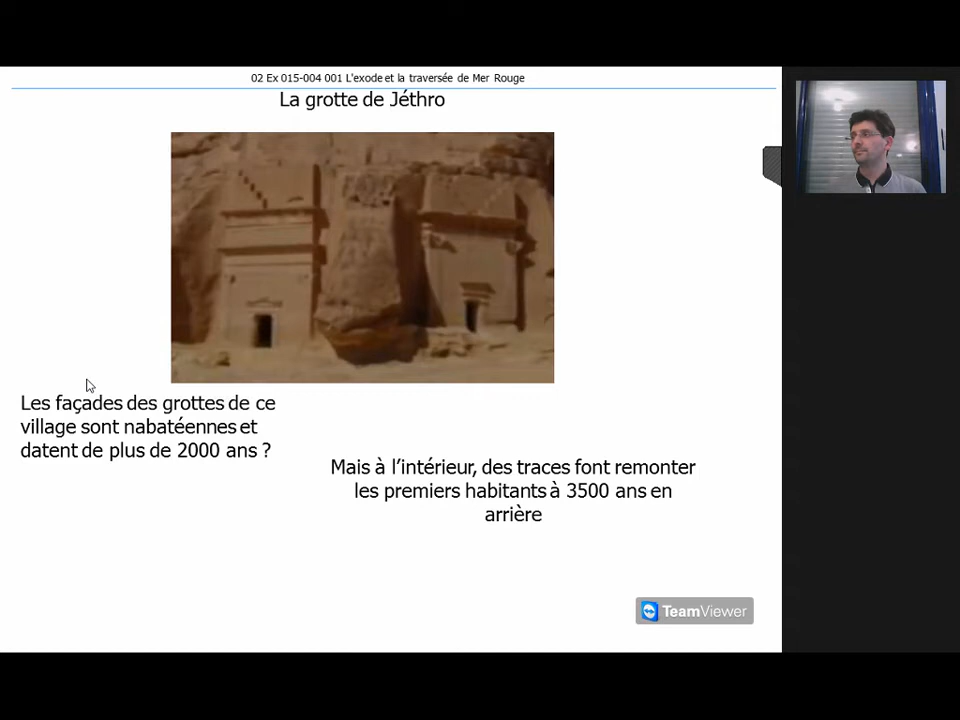 02 Ex 015-004 001 L'exode et la traversée de Mer Rouge
La grotte de Jéthro
Les façades des grottes de ce
village sont nabatéennes et
datent de plus de 2000 ans ?
Mais à l’intérieur, des traces font remonter
les premiers habitants à 3500 ans en
arrière
TeamViewer